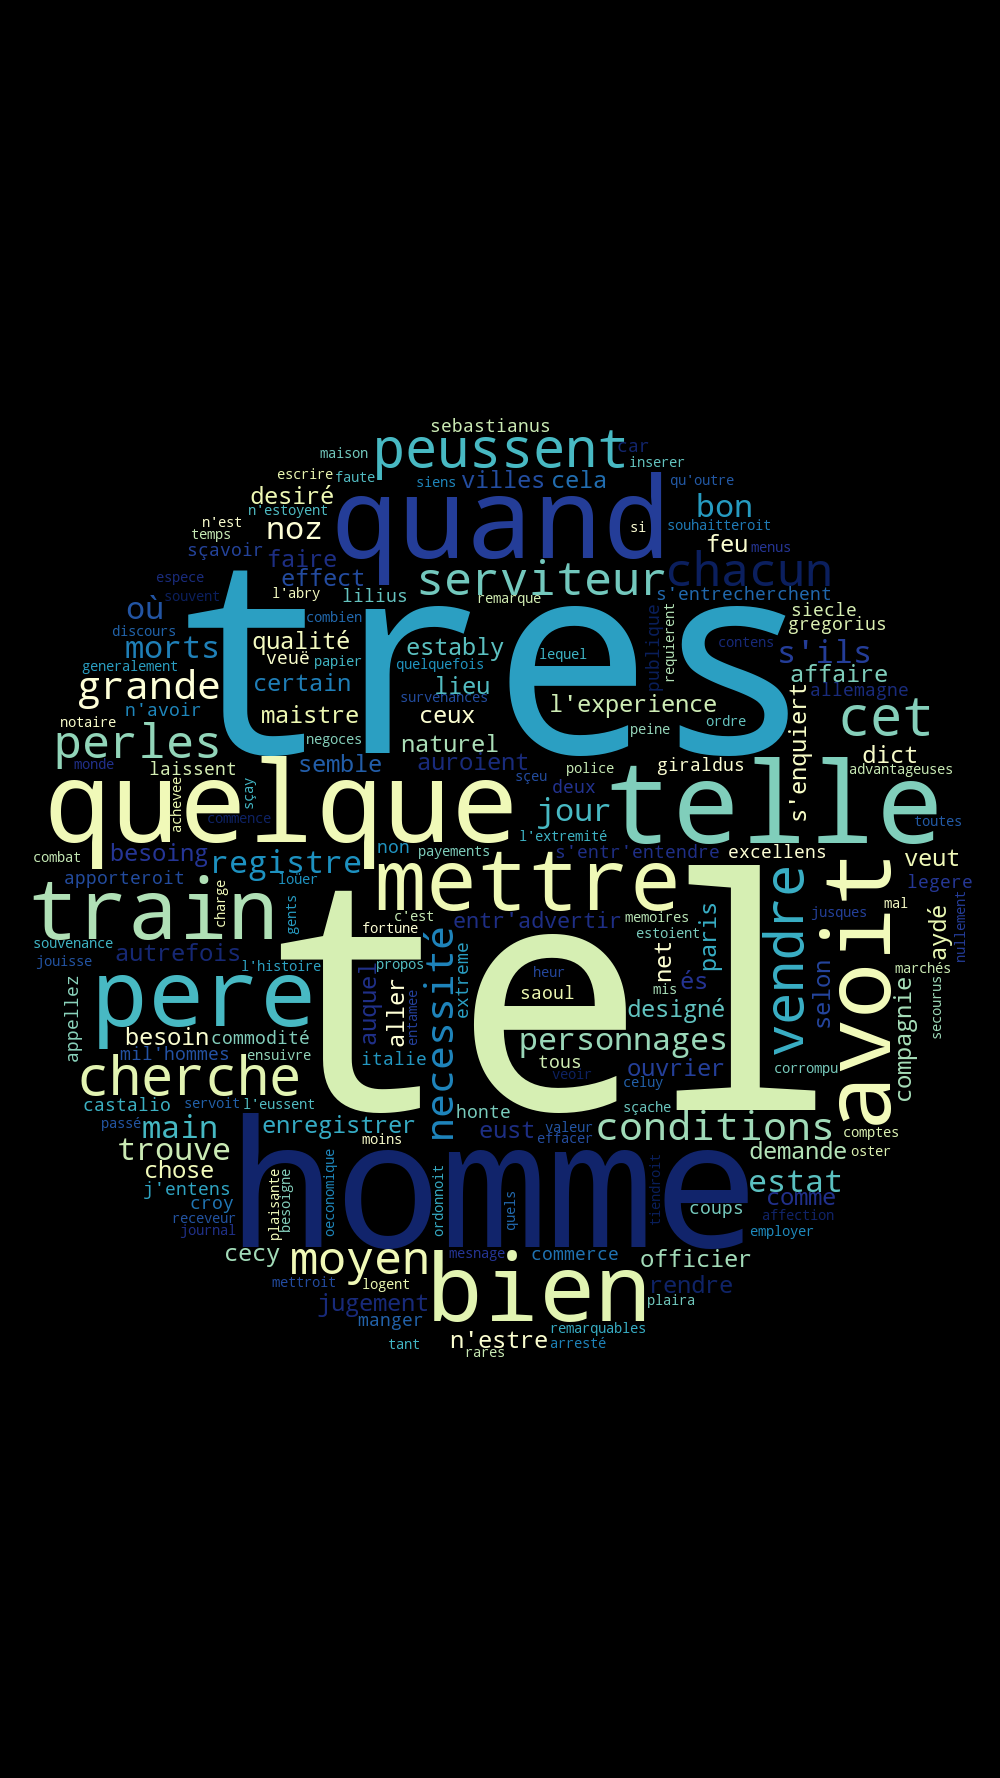 sebastianus
peussent
car
maison
inserer
escrire
faute
siens
villes
cela
qu'outre
desiré
quand
bon
n'estoyent
n'est
noz
si
souhaitteroit
temps
feu
menus
sçavoir
faire
serviteur
chacun
espece
effect
souvent
l'abry
lilius
remarque
s'entrecherchent
où
tres
combien
siecle
discours
publique
requierent
gregorius
morts
qualité
estably
lequel
contens
s'ils
generalement
veuë
papier
quelquefois
affaire
grande
certain
lieu
survenances
allemagne
n'avoir
maistre
ceux
l'experience
cet
notaire
ordre
peine
perles
negoces
naturel
s'enquiert
dict
monde
laissent
semble
auroient
police
giraldus
advantageuses
quelque
achevee
sçay
sçeu
deux
telle
commence
jour
toutes
l'extremité
combat
besoing
registre
non
payements
s'entr'entendre
excellens
veut
mettre
apporteroit
loüer
legere
train
charge
gents
c'est
entr'advertir
memoires
avoit
vendre
mal
jusques
fortune
estoient
paris
aydé
nullement
souvenance
autrefois
necessité
jouisse
l'histoire
propos
extreme
net
marchés
tel
heur
és
selon
pere
auquel
aller
entamee
saoul
mis
compagnie
secourus
appellez
designé
besoin
commodité
personnages
mil'hommes
ensuivre
italie
tous
ouvrier
corrompu
cherche
veoir
celuy
castalio
servoit
l'eussent
honte
sçache
passé
main
enregistrer
eust
valeur
conditions
comptes
moins
effacer
trouve
demande
oster
chose
homme
plaisante
besoigne
oeconomique
ordonnoit
quels
tiendroit
estat
j'entens
comme
croy
coups
receveur
affection
journal
employer
cecy
moyen
mesnage
commerce
officier
mettroit
logent
bien
rendre
jugement
plaira
manger
remarquables
tant
n'estre
arresté
rares